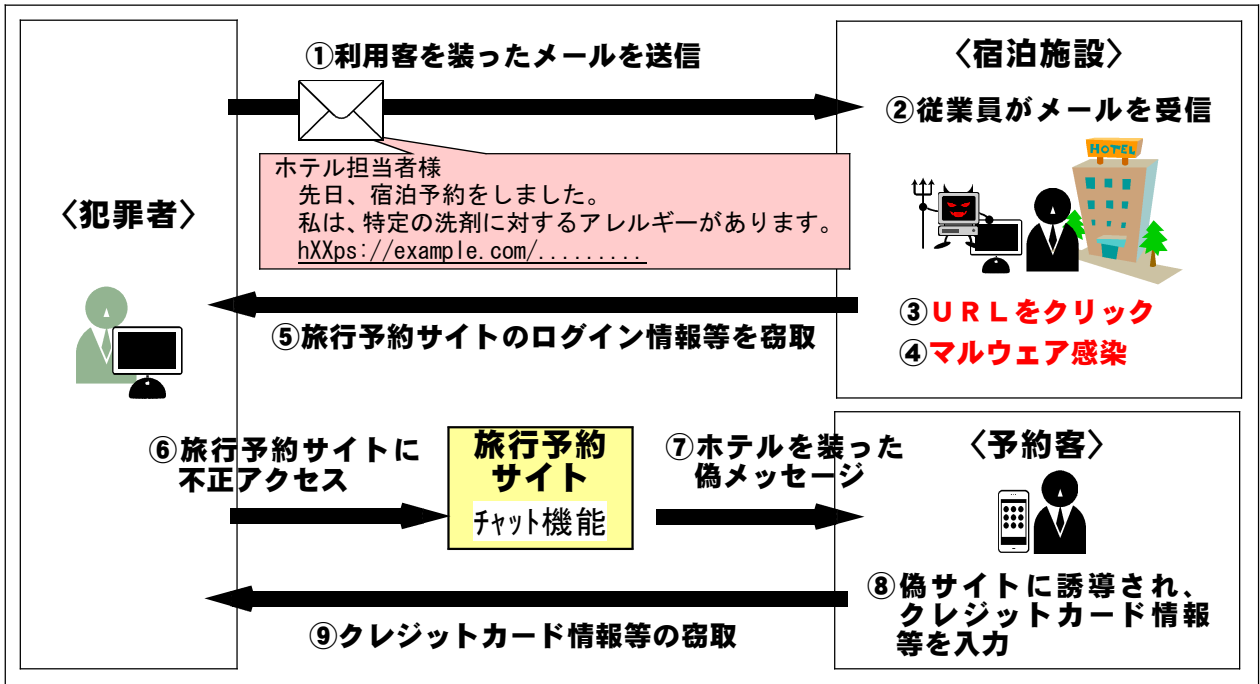 ①利用客を装ったメールを送信
〈宿泊施設〉
②従業員がメールを受信
HOTEL
ホテル担当者様
先日、宿泊予約をしました。
私は、特定の洗剤に対するアレルギーがあります。
hXXps://example.com/.........
〈犯罪者〉
③URLをクリック
④マルウェア感染
⑤旅行予約サイトのログイン情報等を窃取
⑥旅行予約サイトに
不正アクセス
旅行予約
サイト
チャット機能
⑦ホテルを装った
偽メッセージ
〈予約客〉
⑧偽サイトに誘導され、
クレジットカード情報
等を入力
⑨クレジットカード情報等の窃取